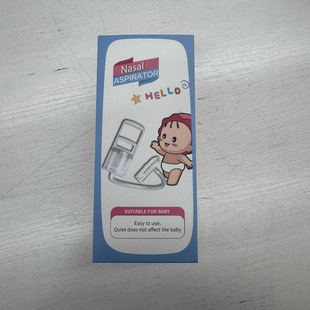 Nasal
ASPIRATOR
HELLO
SUITABLE FOR BABY
Easy to use,
Quiet does not affect the baby